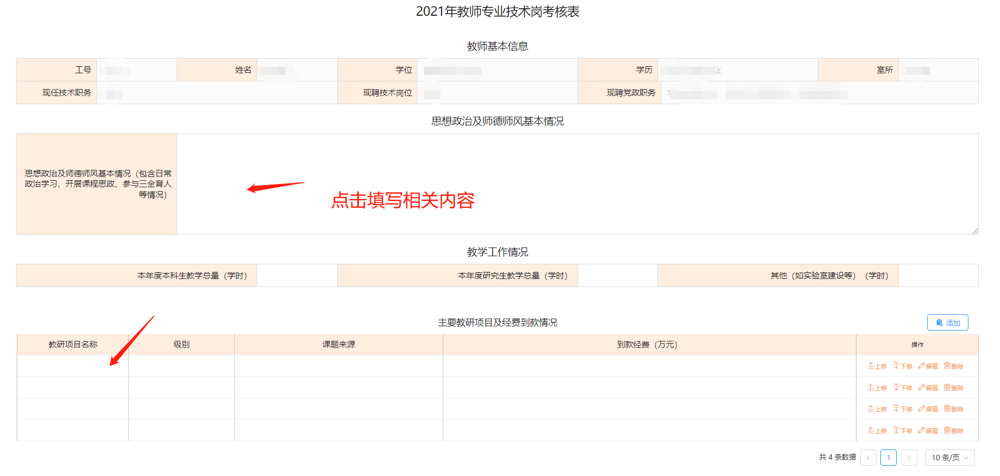 2021年教师专业技术岗考核表
教师基本信息
工号 姓名 学位 学历 业 室所
现任技术职务 现聘技术岗位 现聘党政职务
思想政治及师德师风基本情况
思想政治及师德师风基本情况（包含日常
政治学习、开展课程思政、参与三全育人
等情况）
点击填写相关内容
教学工作情况
本年度本科生教学总量（学时） 本年度研究生教学总量（学时） 其他（如实验室建设等）（学时）
主要教研项目及经费到款情况 添加
教研项目名称 级别 课题来源 到款经费（万元） 操作
上移 下移 编辑 删除
上移 下移 编辑 删除
上移 下移 编辑 删除
上移 下移 编辑 删除
共 4 条数据 < 1 > 10 条/页